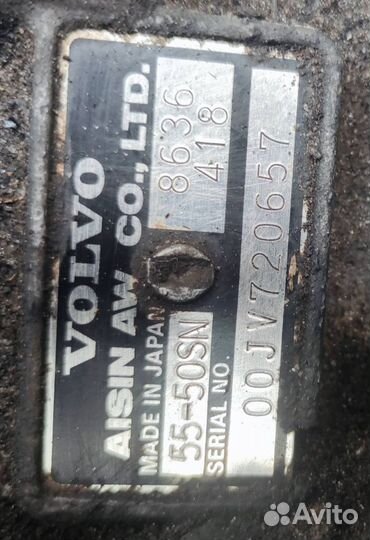 VOLVO
AISIN AW CO., LTD.
MADE IN JAPAN 8636
55-50SN 418
SERIAL NO.
00JV720657
Avito